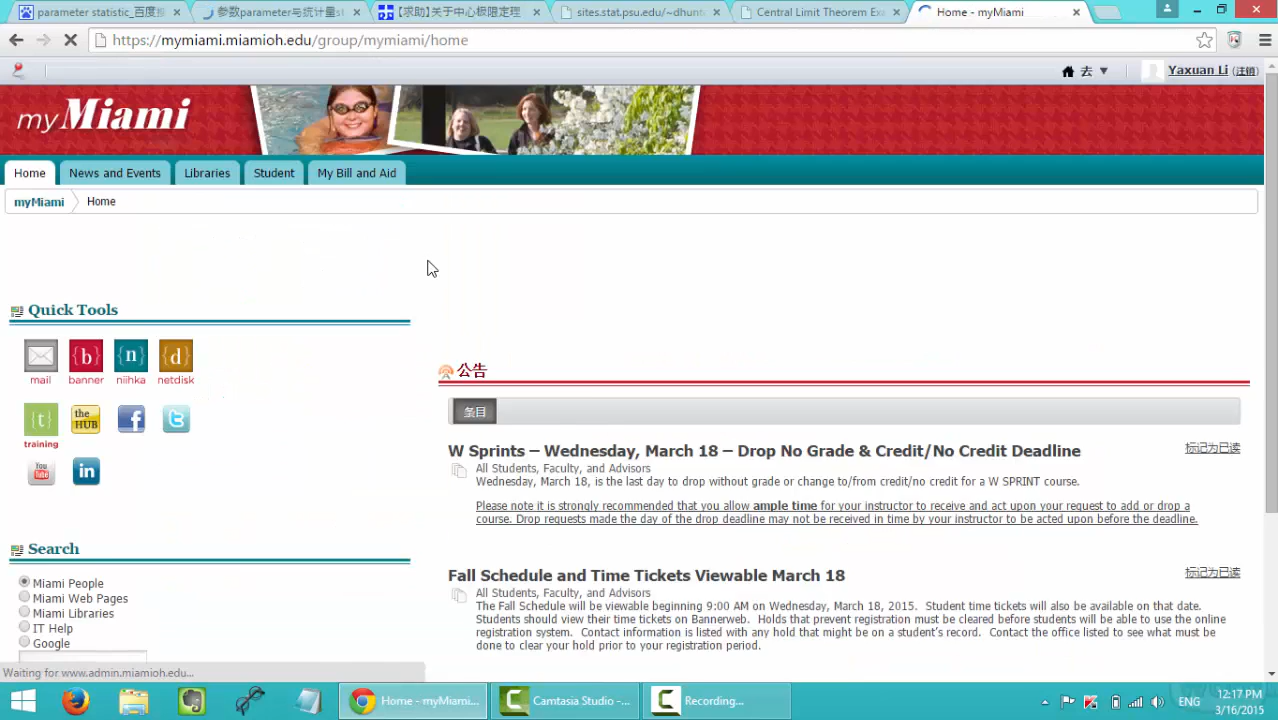 parameter statistic_百度搜
参数parameter与统计量st
【求助】关于中心极限定理
sites.stat.psu.edu/~dhunt
Central Limit Theorem Exa
Home - myMiami
https://mymiami.miamioh.edu/group/mymiami/home
去 ▼ Yaxuan Li (注销)
myMiami
Home News and Events Libraries Student My Bill and Aid
myMiami Home
Quick Tools
{b} {n} {d}
mail banner niihka netdisk
{t} the HUB
training
You Tube in
Search
Miami People
Miami Web Pages
Miami Libraries
IT Help
Google
公告
条目
W Sprints – Wednesday, March 18 – Drop No Grade & Credit/No Credit Deadline 标记为已读
All Students, Faculty, and Advisors
Wednesday, March 18, is the last day to drop without grade or change to/from credit/no credit for a W SPRINT course.
Please note it is strongly recommended that you allow ample time for your instructor to receive and act upon your request to add or drop a
course. Drop requests made the day of the drop deadline may not be received in time by your instructor to be acted upon before the deadline.
Fall Schedule and Time Tickets Viewable March 18 标记为已读
All Students, Faculty, and Advisors
The Fall Schedule will be viewable beginning 9:00 AM on Wednesday, March 18, 2015. Student time tickets will also be available on that date.
Students should view their time tickets on Bannerweb. Holds that prevent registration must be cleared before students will be able to use the online
registration system. Contact information is listed with any hold that might be on a student's record. Contact the office listed to see what must be
done to clear your hold prior to your registration period.
Waiting for www.admin.miamioh.edu...
Home - myMiami... Camtasia Studio -... Recording... ENG 12:17 PM
3/16/2015